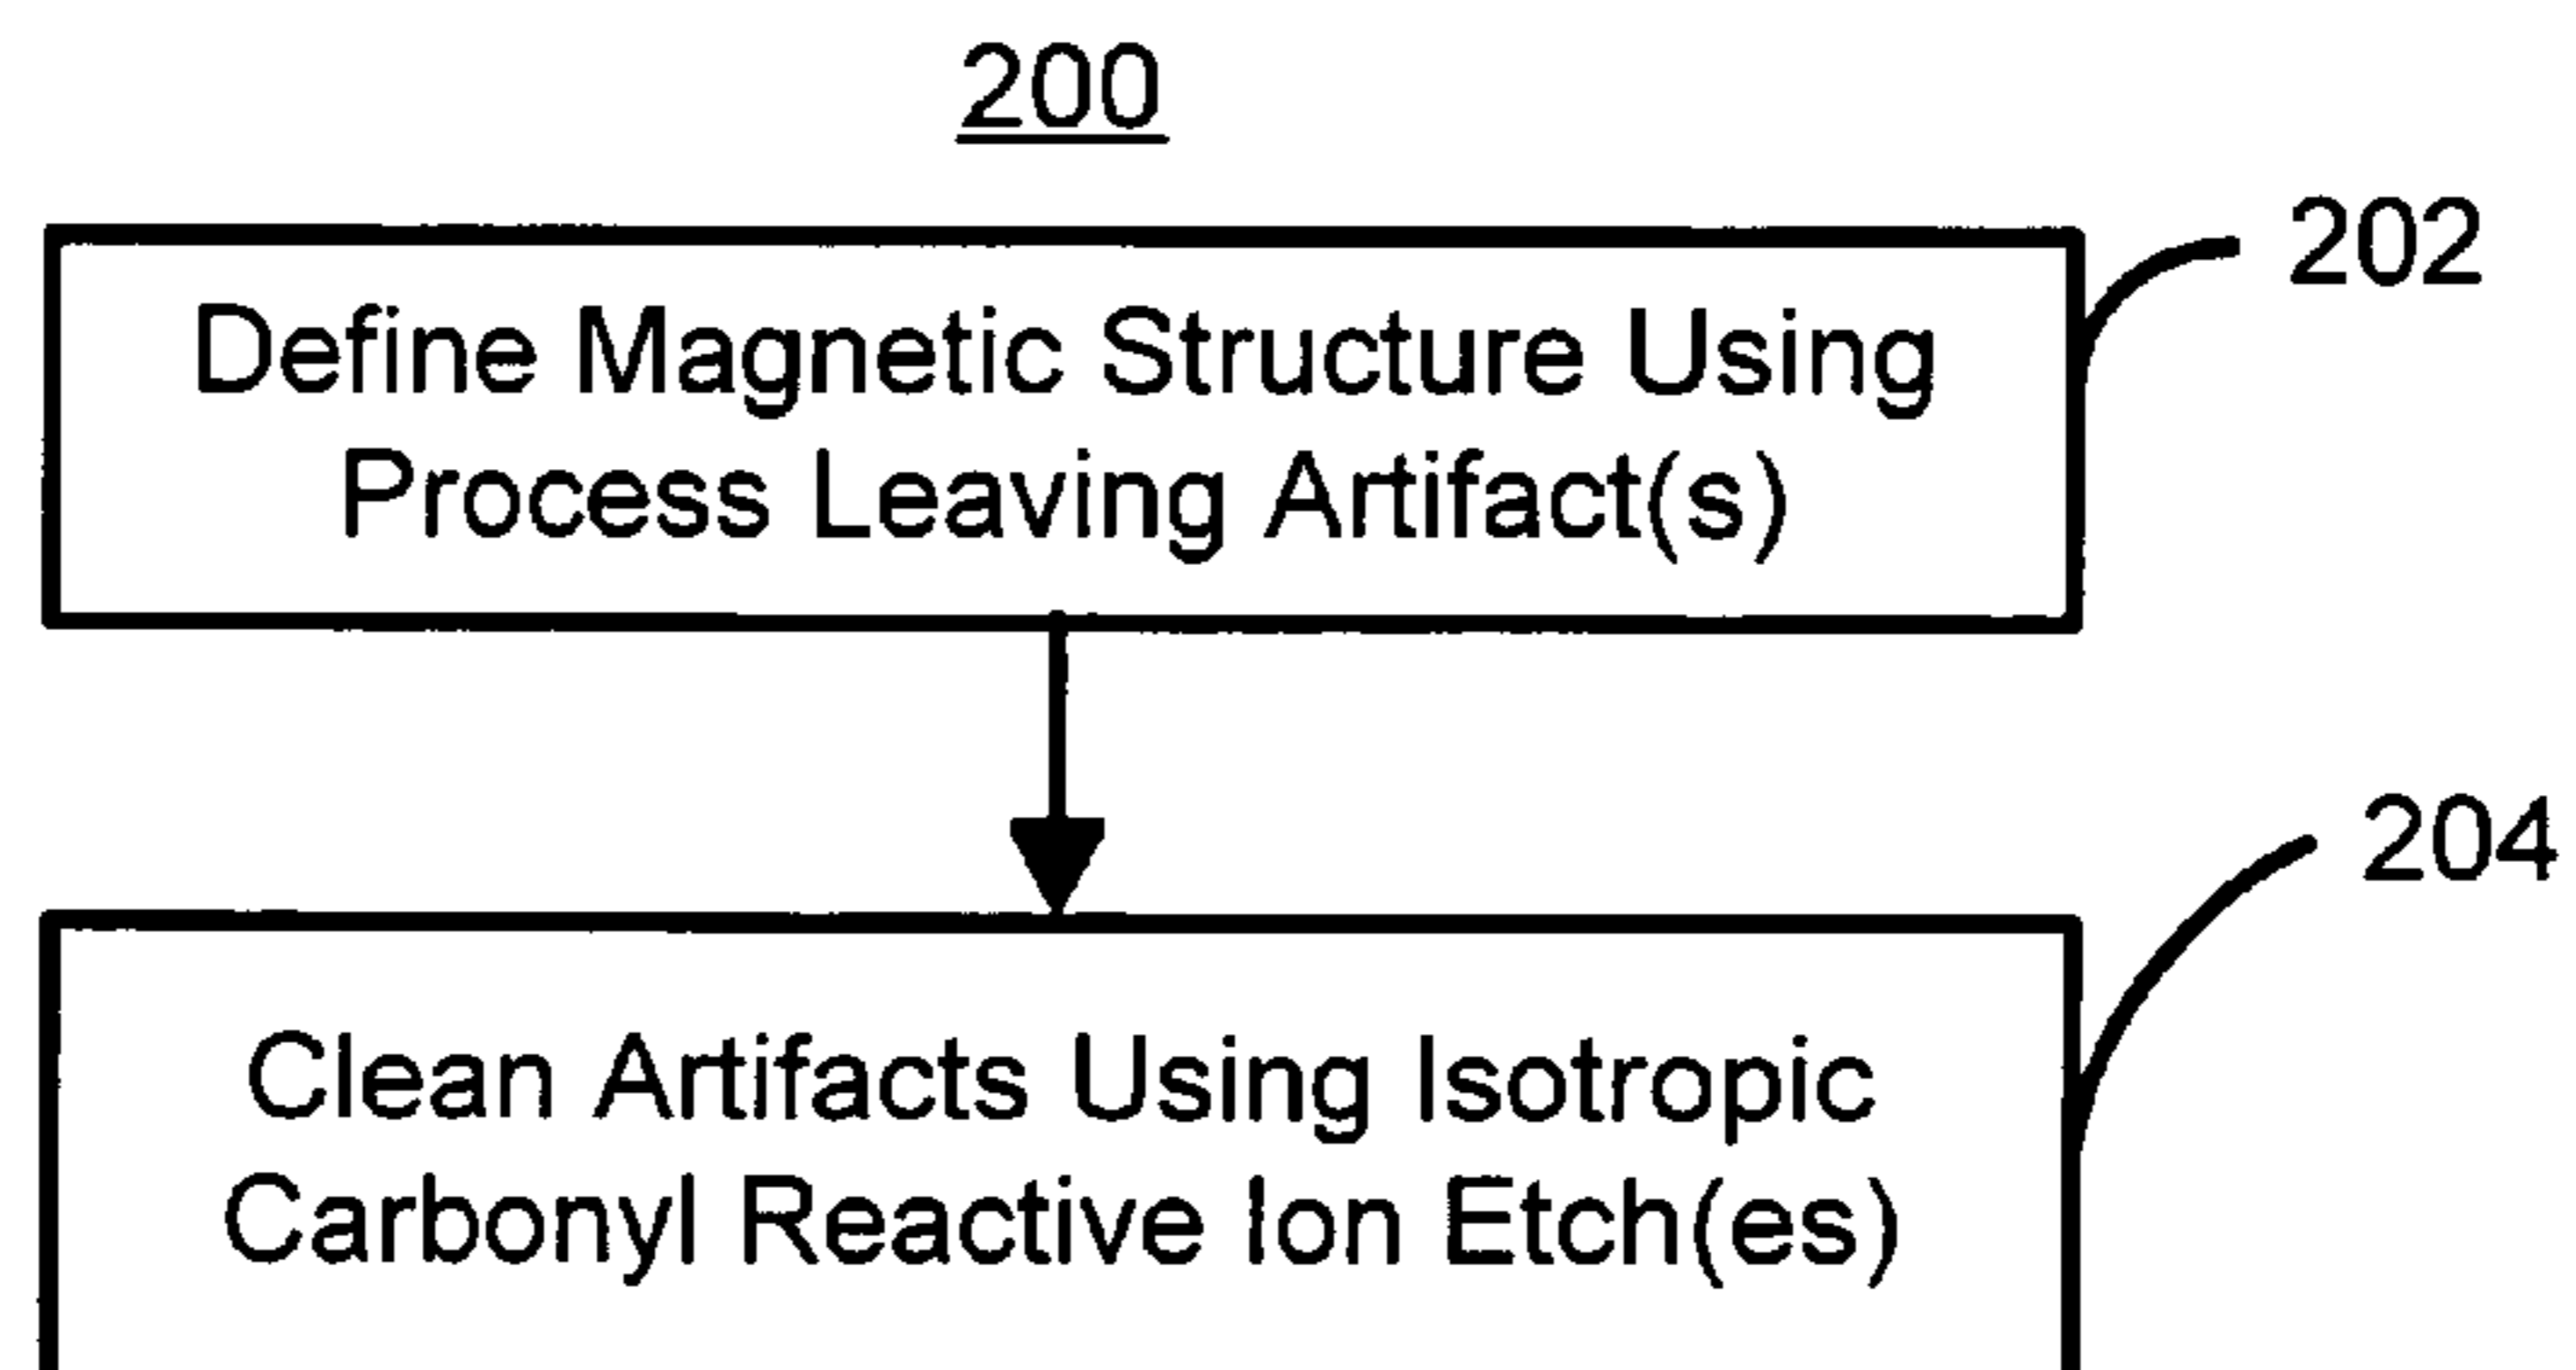 200
202
Define Magnetic Structure Using
Process Leaving Artifact(s)
204
Clean Artifacts Using Isotropic
Carbonyl Reactive Ion Etch(es)